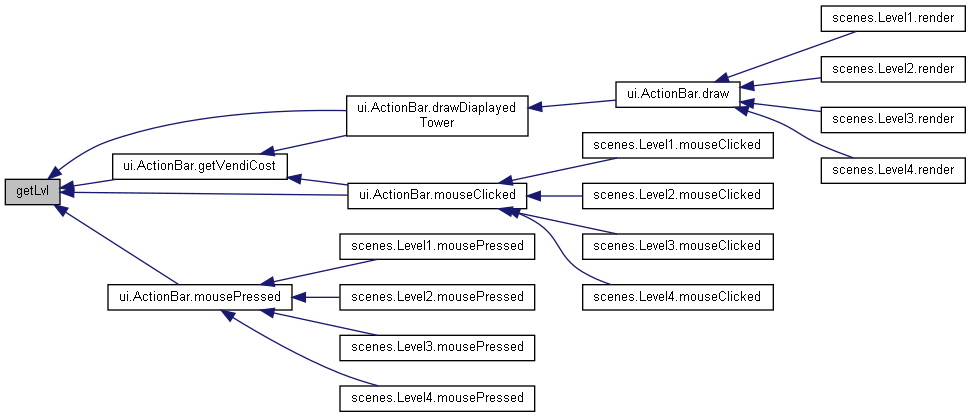 scenes.Level1.render
scenes.Level2.render
ui.ActionBar.draw
ui.ActionBar.drawDiaplayed
Tower
scenes.Level3.render
scenes.Level1.mouseClicked
ui.ActionBar.getVendiCost
scenes.Level4.render
getLvl
ui.ActionBar.mouseClicked
scenes.Level2.mouseClicked
scenes.Level1.mousePressed
scenes.Level3.mouseClicked
ui.ActionBar.mousePressed
scenes.Level2.mousePressed
scenes.Level4.mouseClicked
scenes.Level3.mousePressed
scenes.Level4.mousePressed